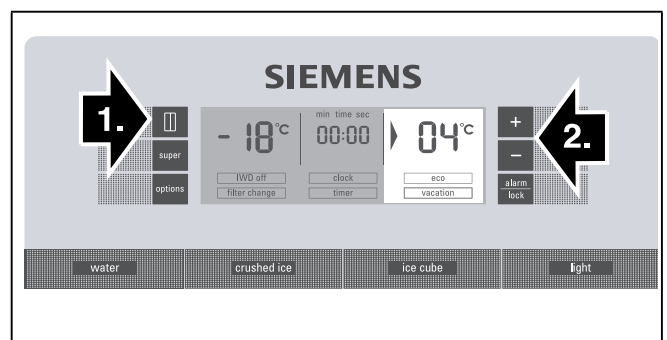 SIEMENS
1.
super
options
- 18°C
min time sec
00:00
04°C
IWD off
clock
eco
filter change
timer
vacation
+
-
alarm
lock
2.
water
crushed ice
ice cube
light